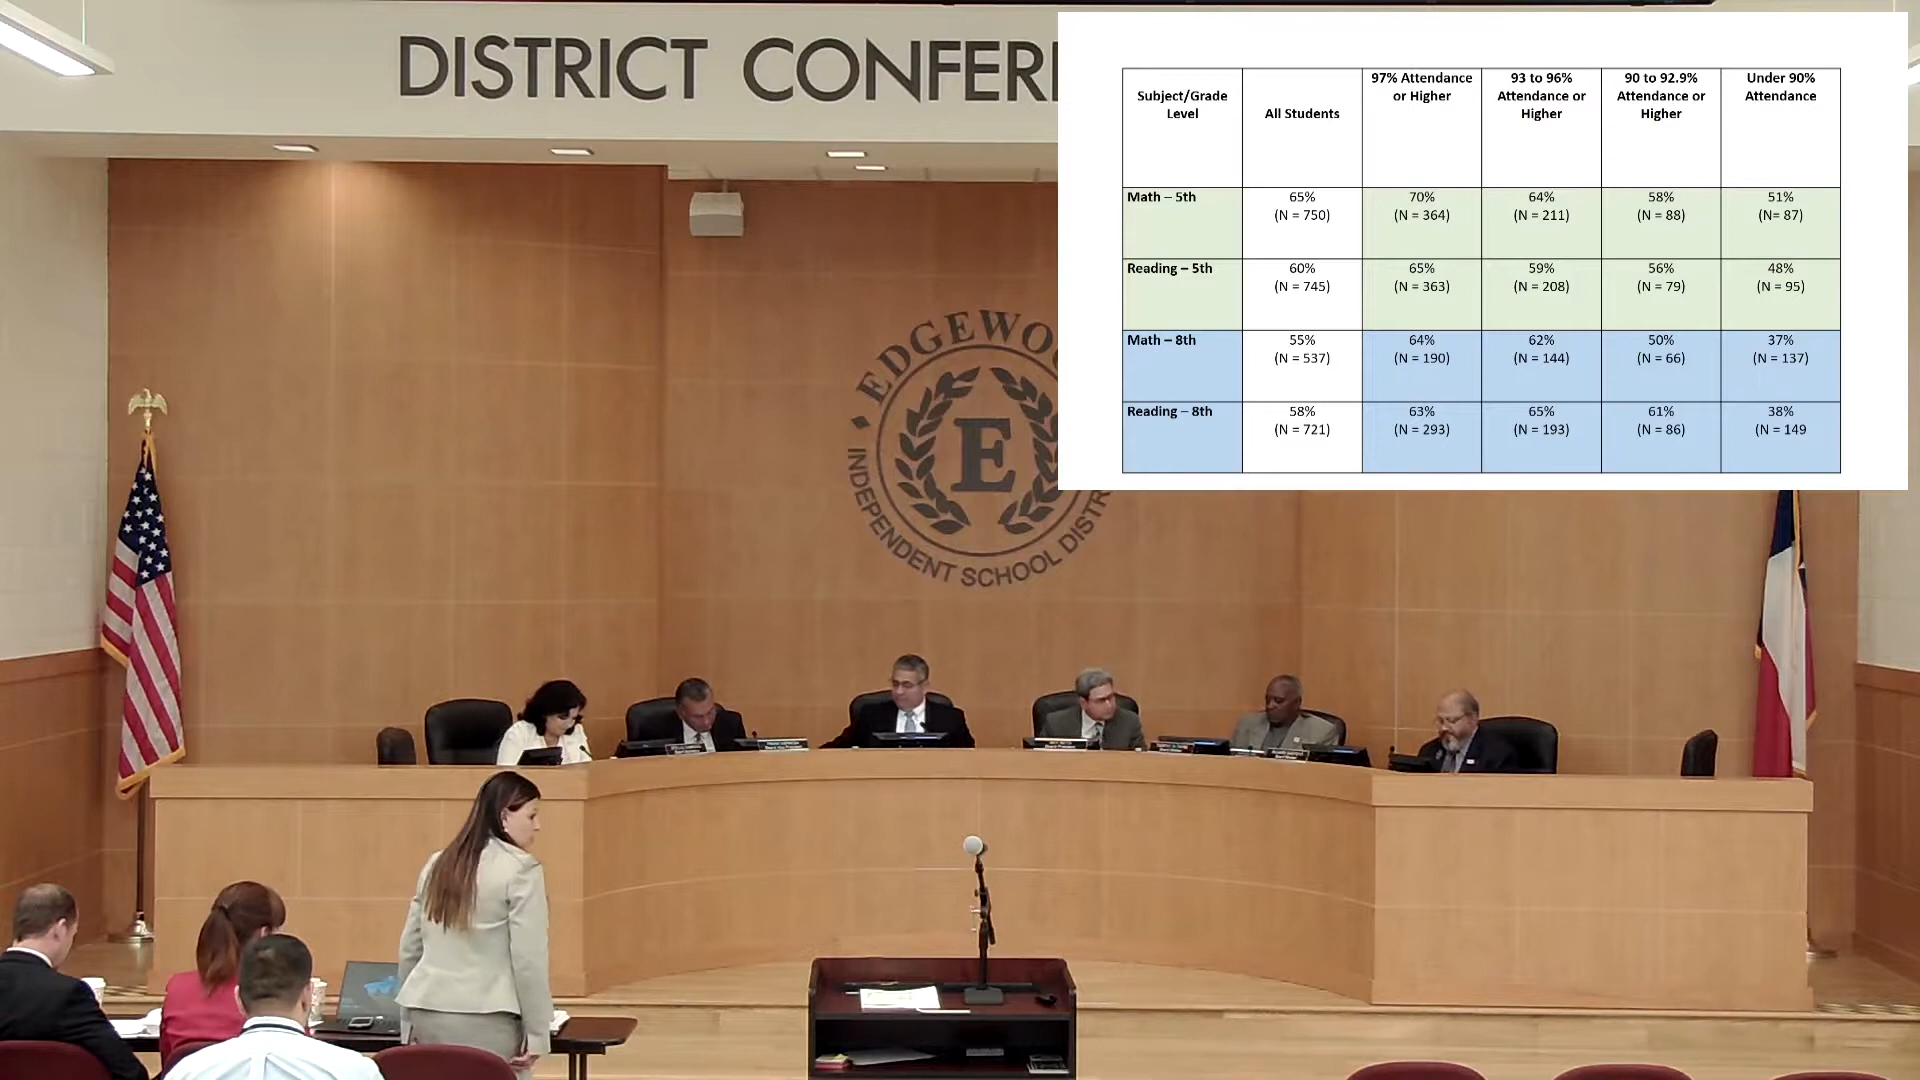 DISTRICT CONFER
Subject/Grade Level
All Students
97% Attendance or Higher
93 to 96% Attendance or Higher
90 to 92.9% Attendance or Higher
Under 90% Attendance
Math – 5th
65%
(N = 750)
70%
(N = 364)
64%
(N = 211)
58%
(N = 88)
51%
(N= 87)
Reading – 5th
60%
(N = 745)
65%
(N = 363)
59%
(N = 208)
56%
(N = 79)
48%
(N = 95)
Math – 8th
55%
(N = 537)
64%
(N = 190)
62%
(N = 144)
50%
(N = 66)
37%
(N = 137)
Reading – 8th
58%
(N = 721)
63%
(N = 293)
65%
(N = 193)
61%
(N = 86)
38%
(N = 149
EDGEWOO
E
INDEPENDENT SCHOOL DISTR